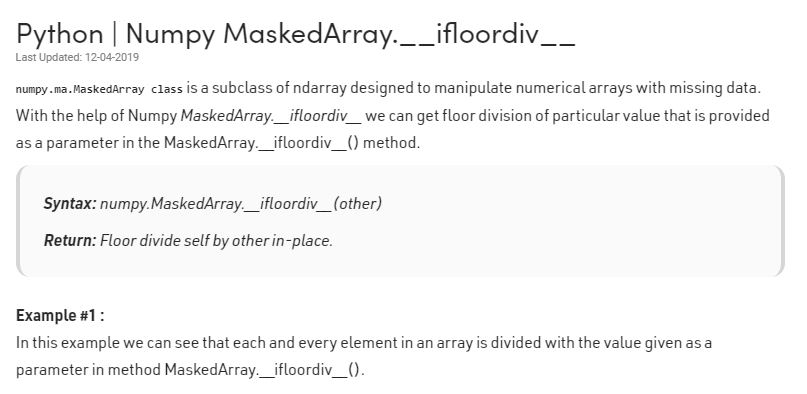 Python | Numpy MaskedArray.__ifloordiv__
Last Updated: 12-04-2019
numpy.ma.MaskedArray class is a subclass of ndarray designed to manipulate numerical arrays with missing data.
With the help of Numpy MaskedArray.__ifloordiv__ we can get floor division of particular value that is provided
as a parameter in the MaskedArray.__ifloordiv__() method.
Syntax: numpy.MaskedArray.__ifloordiv__(other)
Return: Floor divide self by other in-place.
Example #1 :
In this example we can see that each and every element in an array is divided with the value given as a
parameter in method MaskedArray.__ifloordiv__().